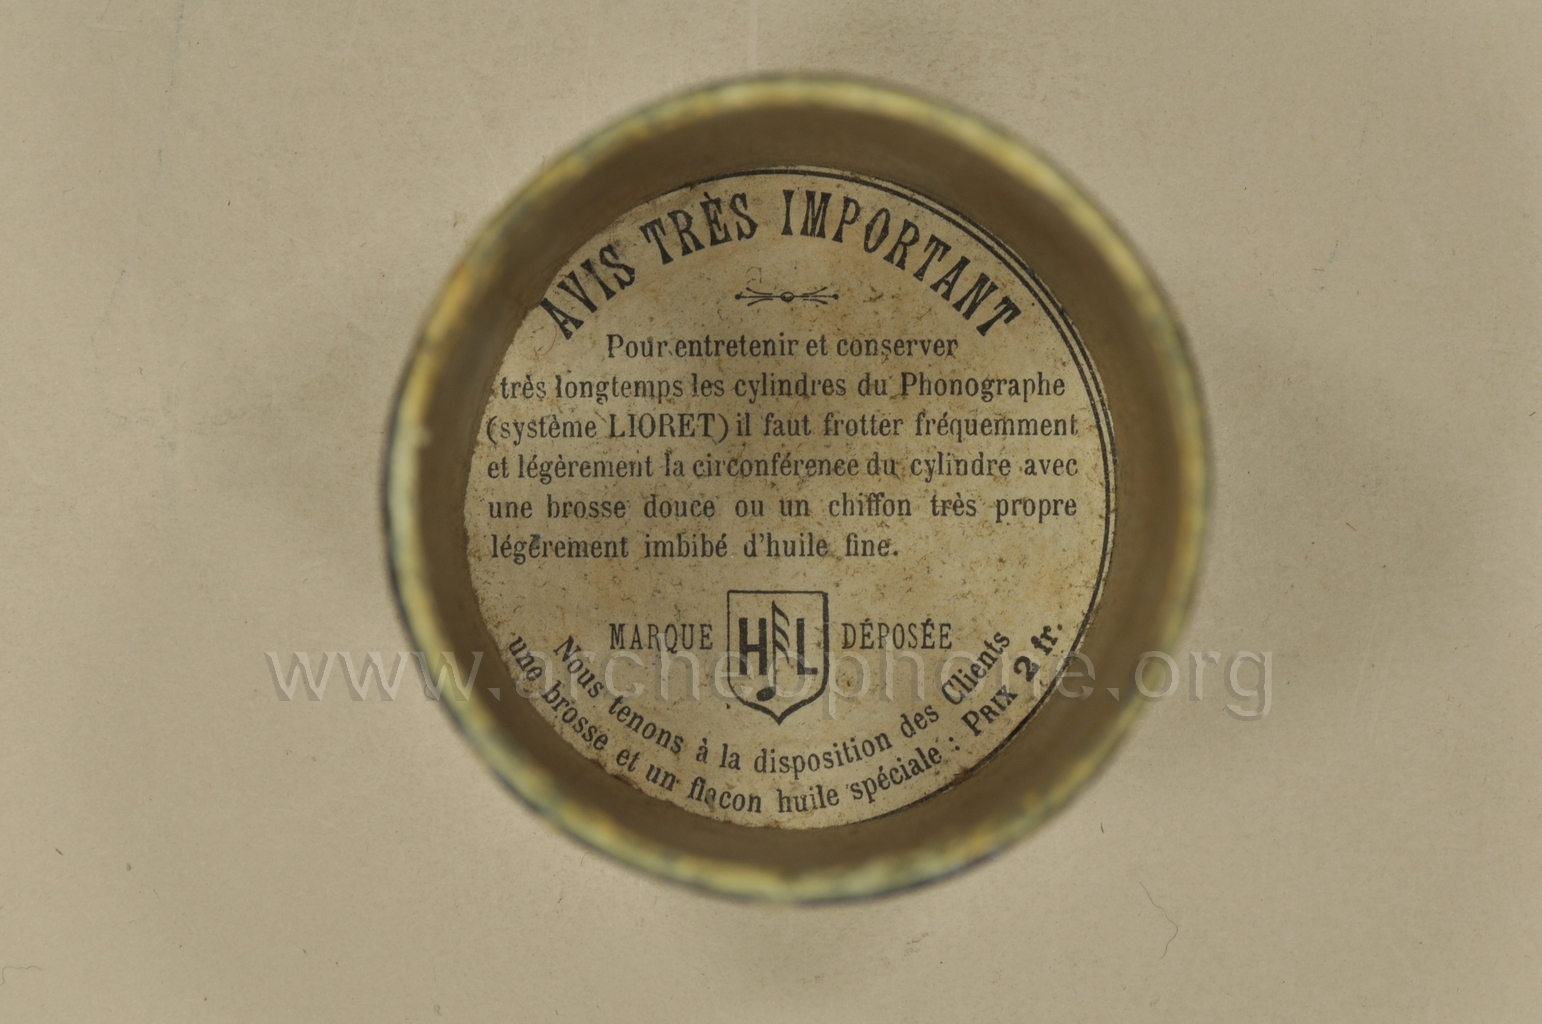 AVIS TRÈS IMPORTANT
Pour entretenir et conserver
très longtemps les cylindres du Phonographe
(système LIORET) il faut frotter fréquemment
et légèrement la circonférence du cylindre avec
une brosse douce ou un chiffon très propre
légèrement imbibé d'huile fine.
MARQUE HL DÉPOSÉE
Nous tenons à la disposition des Clients
une brosse et un flacon huile spéciale : PRIX 2 fr.
www.archeophone.org